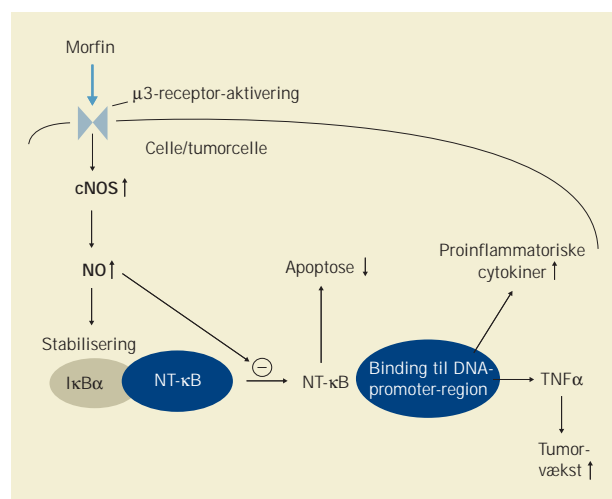 Morfin
µ3-receptor-aktivering
Celle/tumorcelle
cNOS ↑
NO ↑
Apoptose ↓
Proinflammatoriske
cytokiner ↑
Stabilisering
IκBα
NT-κB
−
NT-κB
Binding til DNA-
promoter-region
TNFα
Tumor-
vækst ↑